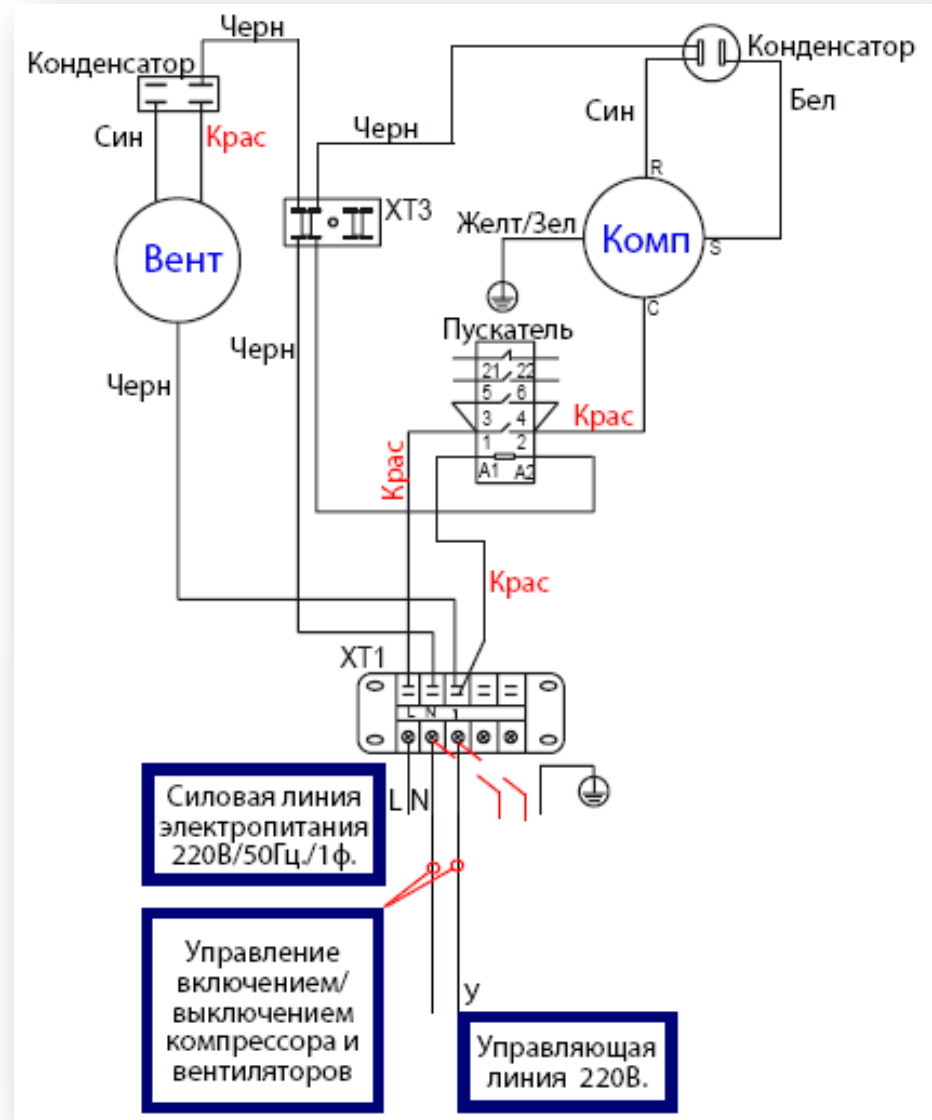 Черн
Конденсатор
Конденсатор
Син
Крас
Черн
Син
Бел
R
XT3
Желт/Зел
Вент
Комп
S
C
Пускатель
21 22
Черн
5 6
Черн
3 4
Крас
1 2
A1 A2
Крас
Крас
XT1
L N 1
L N
Силовая линия
электропитания
220В/50Гц./1ф.
Управление
включением/
выключением
компрессора и
вентиляторов
У
Управляющая
линия 220В.